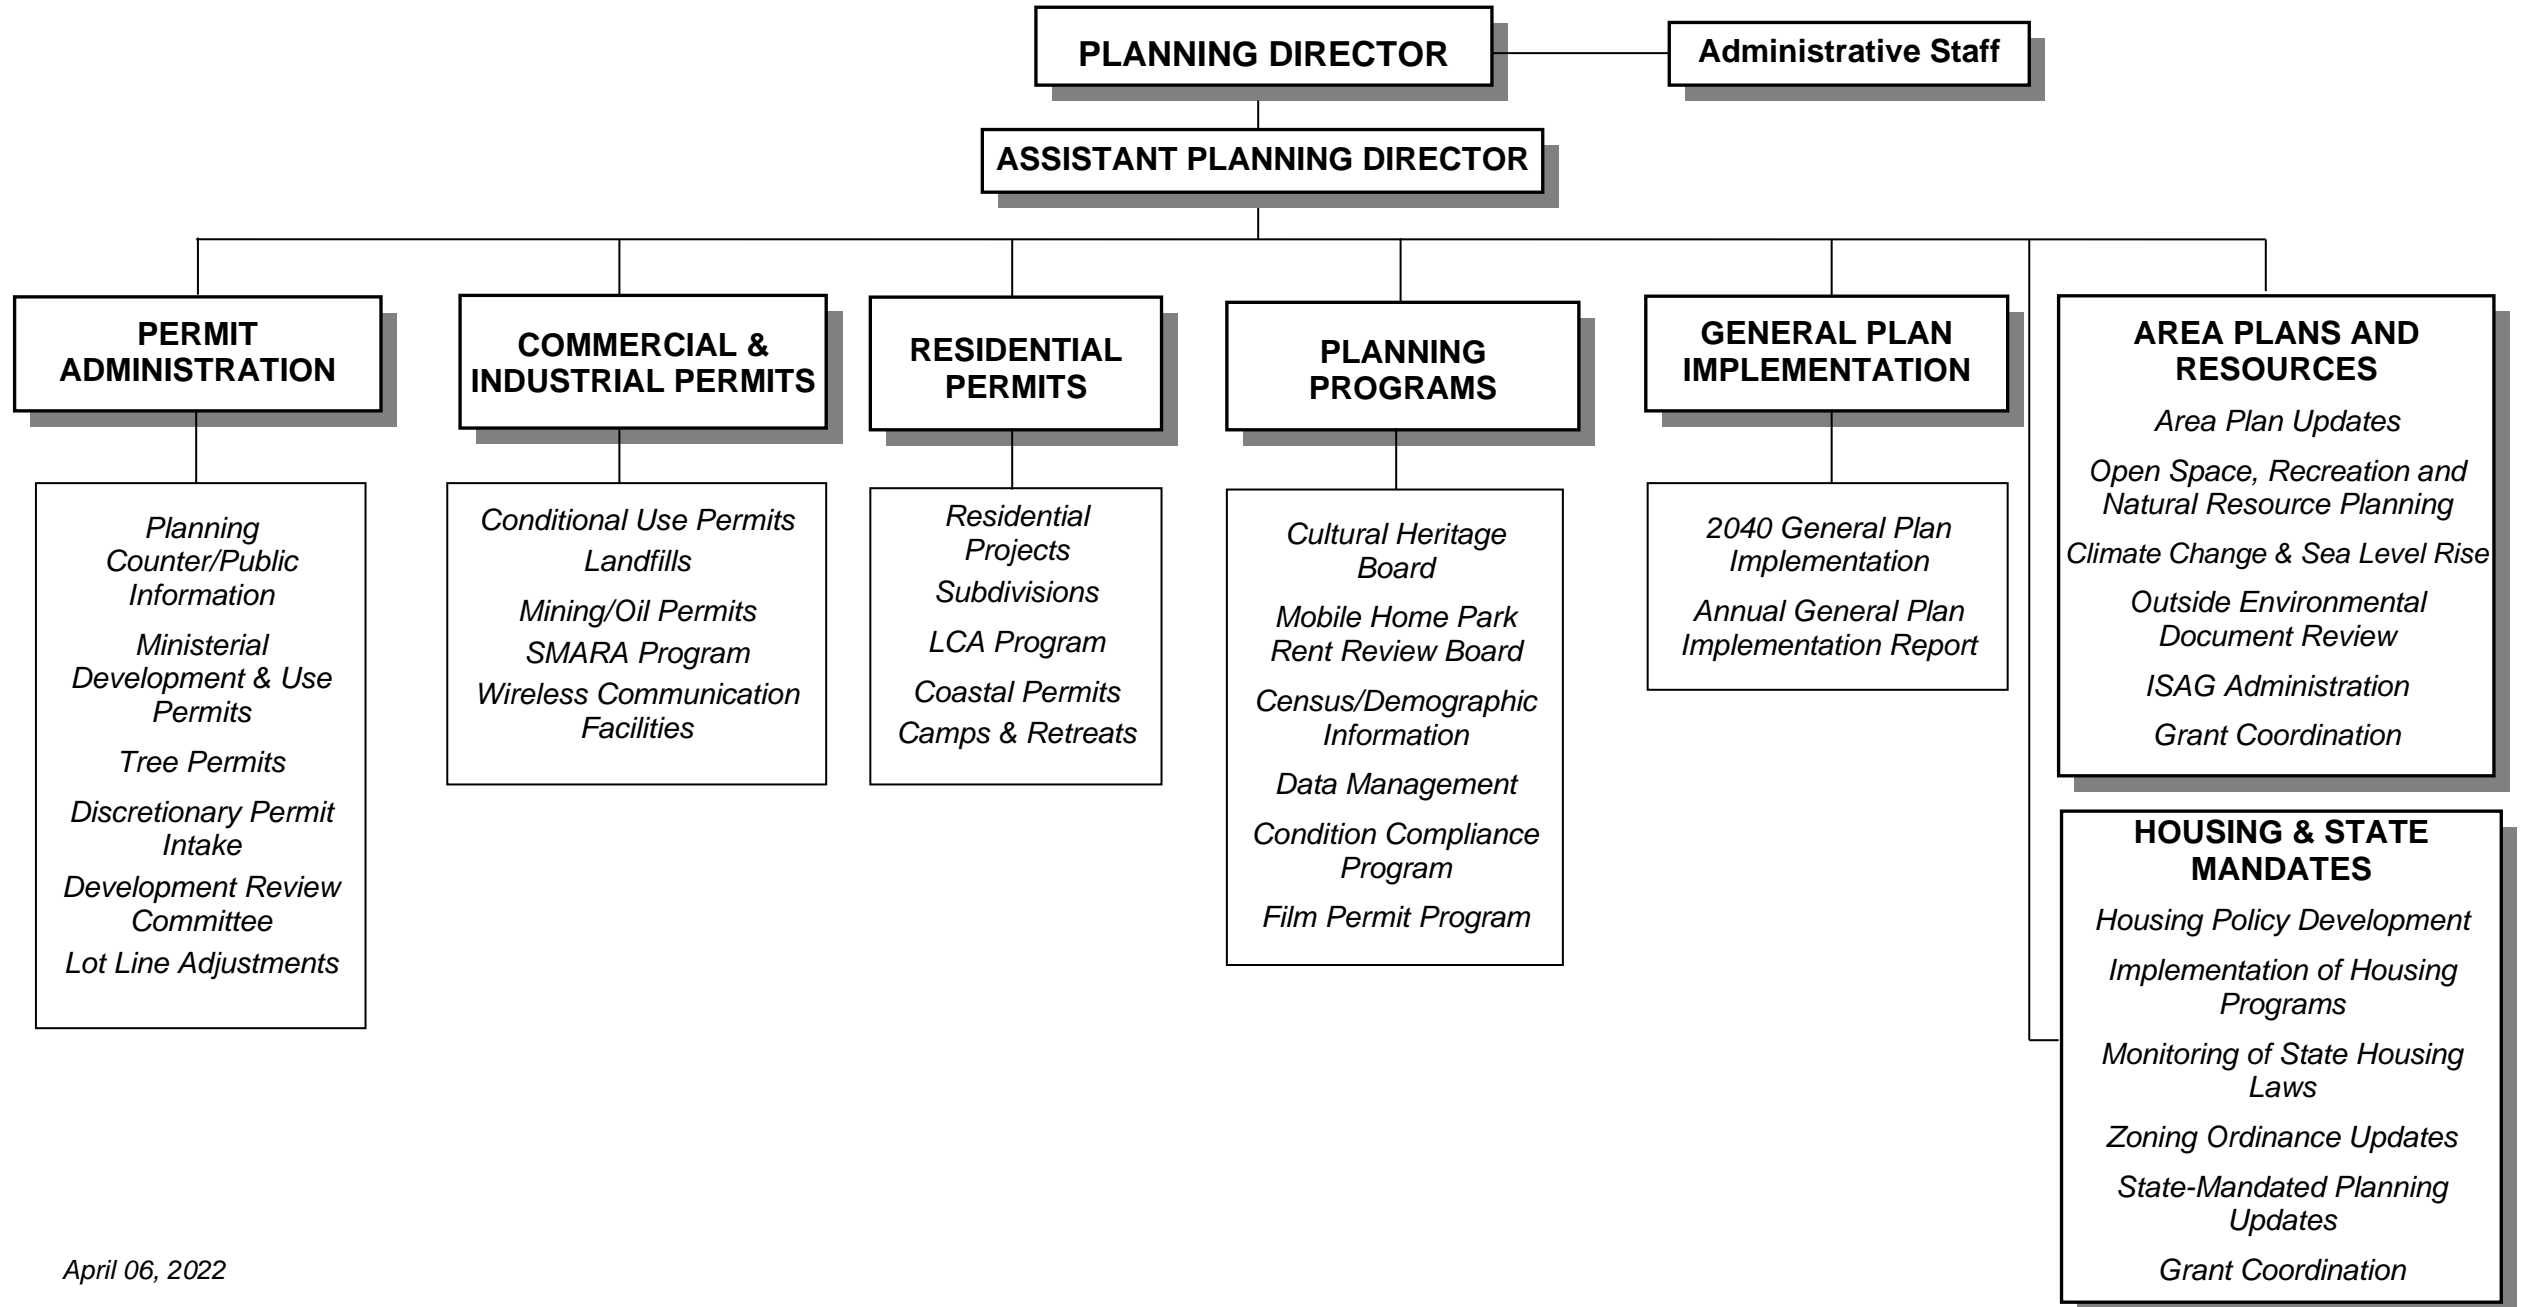 PLANNING DIRECTOR
Administrative Staff
ASSISTANT PLANNING DIRECTOR
PERMIT
ADMINISTRATION
Planning
Counter/Public
Information
Ministerial
Development & Use
Permits
Tree Permits
Discretionary Permit
Intake
Development Review
Committee
Lot Line Adjustments
COMMERCIAL &
INDUSTRIAL PERMITS
Conditional Use Permits
Landfills
Mining/Oil Permits
SMARA Program
Wireless Communication
Facilities
RESIDENTIAL
PERMITS
Residential
Projects
Subdivisions
LCA Program
Coastal Permits
Camps & Retreats
PLANNING
PROGRAMS
Cultural Heritage
Board
Mobile Home Park
Rent Review Board
Census/Demographic
Information
Data Management
Condition Compliance
Program
Film Permit Program
GENERAL PLAN
IMPLEMENTATION
2040 General Plan
Implementation
Annual General Plan
Implementation Report
AREA PLANS AND
RESOURCES
Area Plan Updates
Open Space, Recreation and
Natural Resource Planning
Climate Change & Sea Level Rise
Outside Environmental
Document Review
ISAG Administration
Grant Coordination
HOUSING & STATE
MANDATES
Housing Policy Development
Implementation of Housing
Programs
Monitoring of State Housing
Laws
Zoning Ordinance Updates
State-Mandated Planning
Updates
Grant Coordination
April 06, 2022